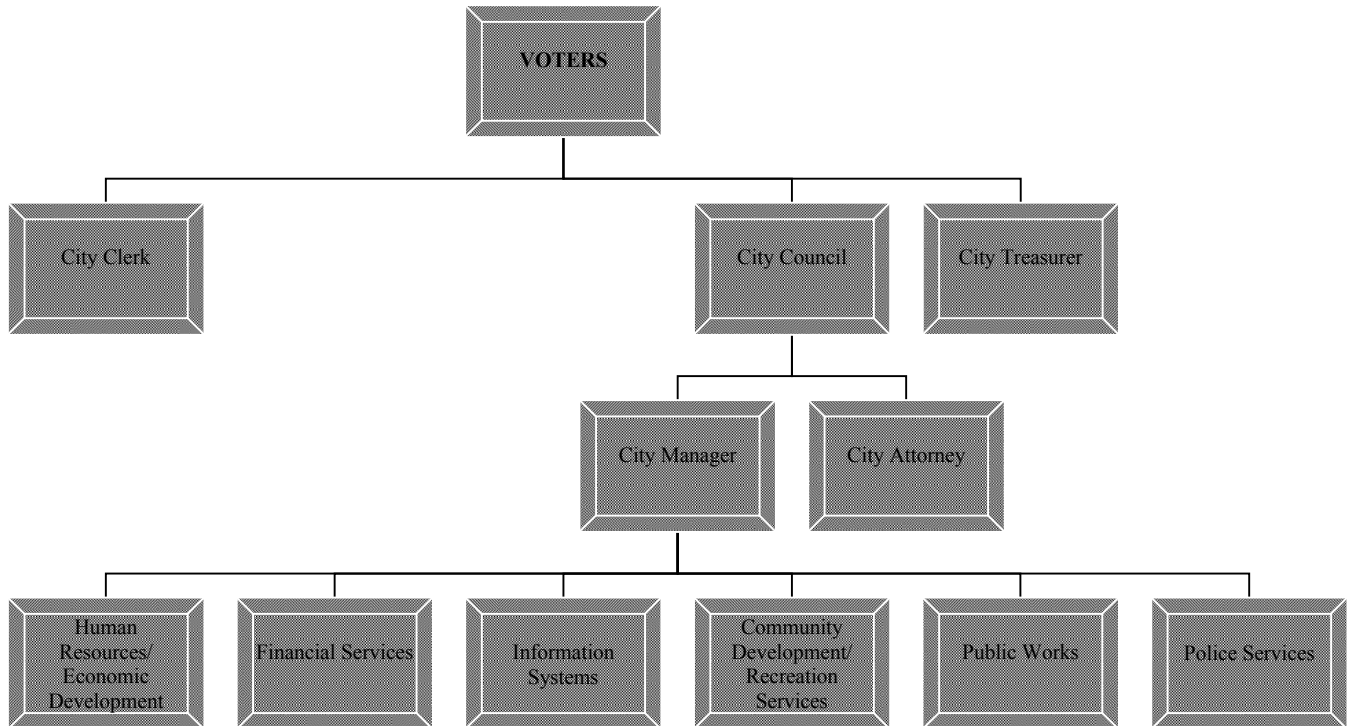 VOTERS
City Clerk
City Council
City Treasurer
City Manager
City Attorney
Human
Resources/
Economic
Development
Financial Services
Information
Systems
Community
Development/
Recreation
Services
Public Works
Police Services